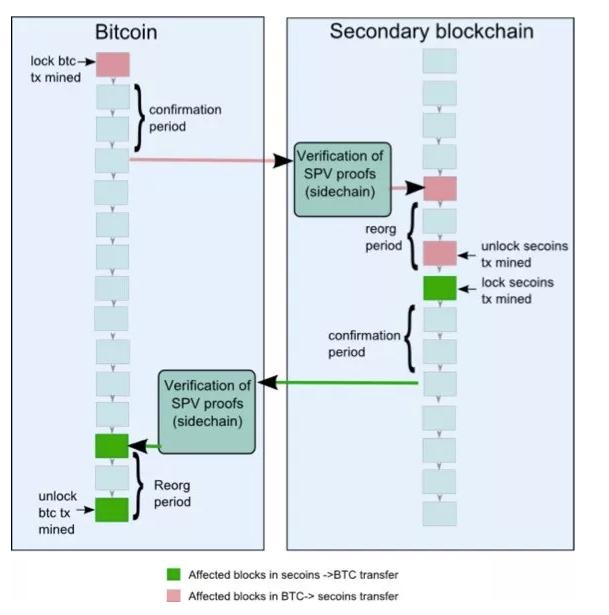 Bitcoin
Secondary blockchain
lock btc
tx mined
confirmation
period
Verification of
SPV proofs
(sidechain)
reorg
period
unlock secoins
tx mined
lock secoins
tx mined
confirmation
period
Verification of
SPV proofs
(sidechain)
Reorg
period
unlock
btc tx
mined
Affected blocks in secoins ->BTC transfer
Affected blocks in BTC-> secoins transfer